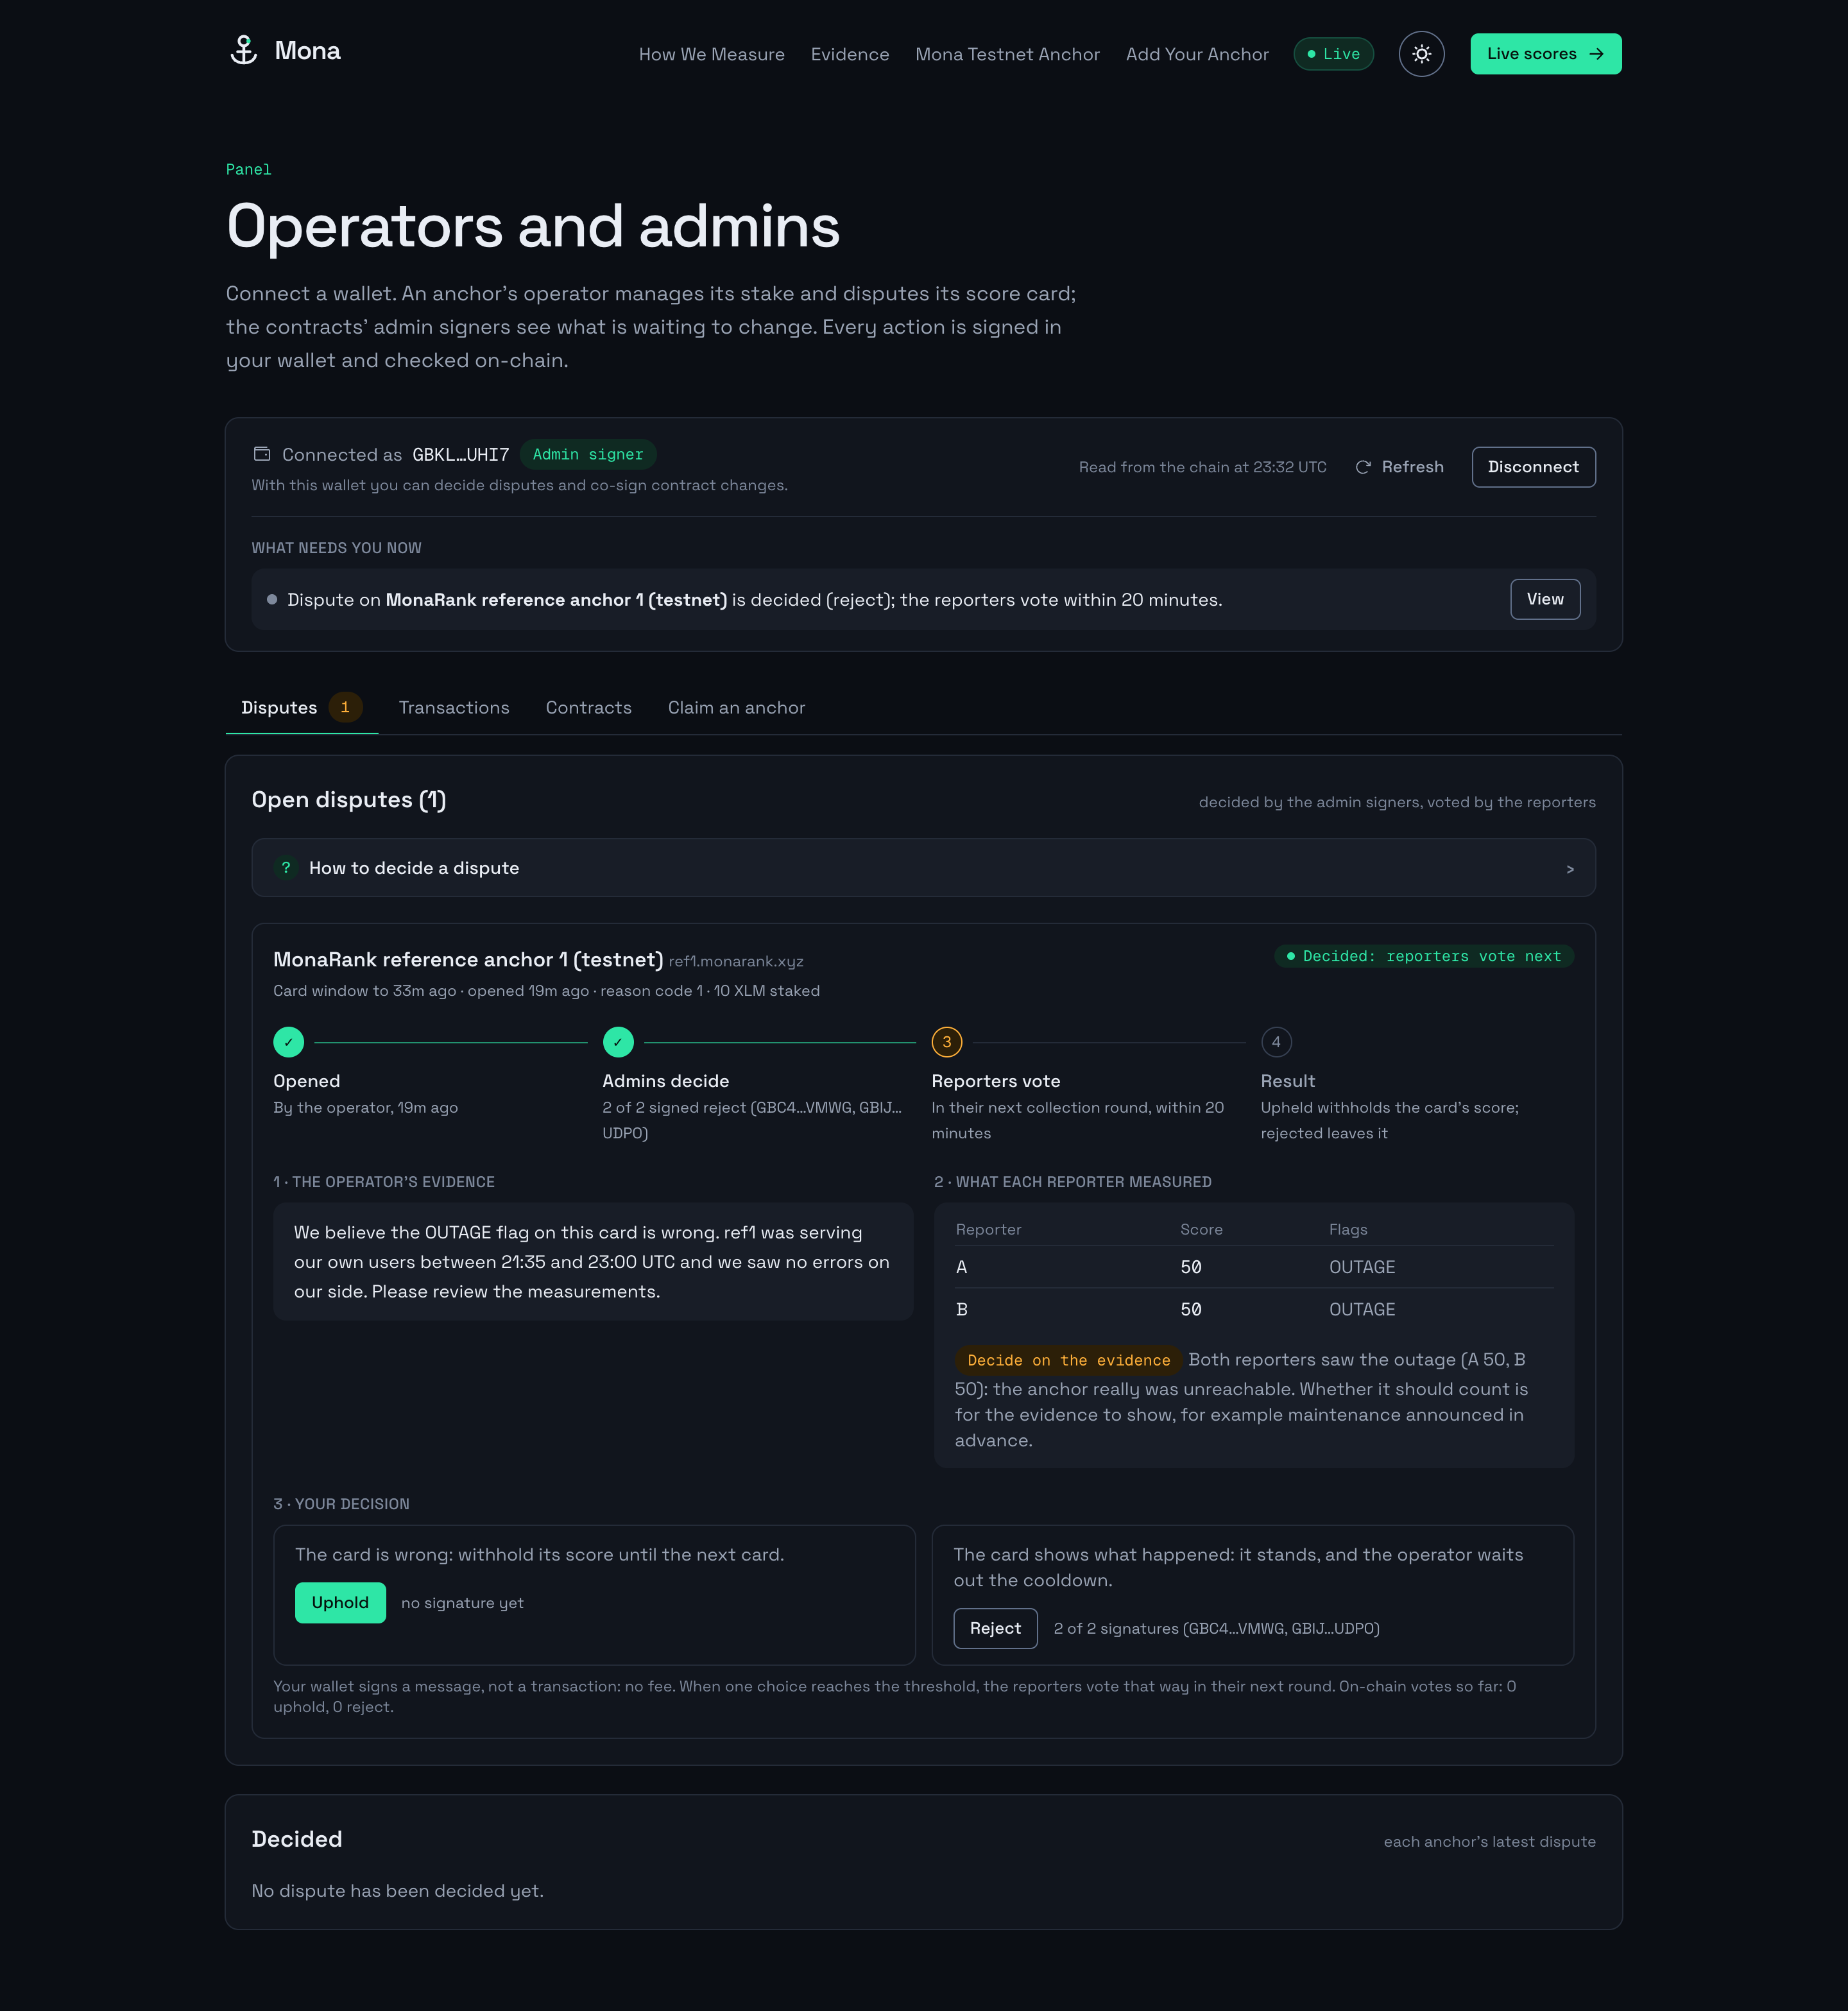 Mona
How We Measure
Evidence
Mona Testnet Anchor
Add Your Anchor
Live
Live scores →
Panel
Operators and admins
Connect a wallet. An anchor's operator manages its stake and disputes its score card;
the contracts' admin signers see what is waiting to change. Every action is signed in
your wallet and checked on-chain.
Connected as GBKL…UHI7 Admin signer
With this wallet you can decide disputes and co-sign contract changes.
Read from the chain at 23:32 UTC
Refresh
Disconnect
WHAT NEEDS YOU NOW
Dispute on MonaRank reference anchor 1 (testnet) is decided (reject); the reporters vote within 20 minutes.
View
Disputes 1
Transactions
Contracts
Claim an anchor
Open disputes (1)
decided by the admin signers, voted by the reporters
? How to decide a dispute >
MonaRank reference anchor 1 (testnet) ref1.monarank.xyz
Decided: reporters vote next
Card window to 33m ago · opened 19m ago · reason code 1 · 10 XLM staked
✓
Opened
By the operator, 19m ago
✓
Admins decide
2 of 2 signed reject (GBC4…VMWG, GBIJ…
UDPO)
3
Reporters vote
In their next collection round, within 20
minutes
4
Result
Upheld withholds the card's score;
rejected leaves it
1 · THE OPERATOR'S EVIDENCE
We believe the OUTAGE flag on this card is wrong. ref1 was serving
our own users between 21:35 and 23:00 UTC and we saw no errors on
our side. Please review the measurements.
2 · WHAT EACH REPORTER MEASURED
Reporter Score Flags
A 50 OUTAGE
B 50 OUTAGE
Decide on the evidence Both reporters saw the outage (A 50, B
50): the anchor really was unreachable. Whether it should count is
for the evidence to show, for example maintenance announced in
advance.
3 · YOUR DECISION
The card is wrong: withhold its score until the next card.
Uphold no signature yet
The card shows what happened: it stands, and the operator waits
out the cooldown.
Reject 2 of 2 signatures (GBC4…VMWG, GBIJ…UDPO)
Your wallet signs a message, not a transaction: no fee. When one choice reaches the threshold, the reporters vote that way in their next round. On-chain votes so far: 0
uphold, 0 reject.
Decided
each anchor's latest dispute
No dispute has been decided yet.